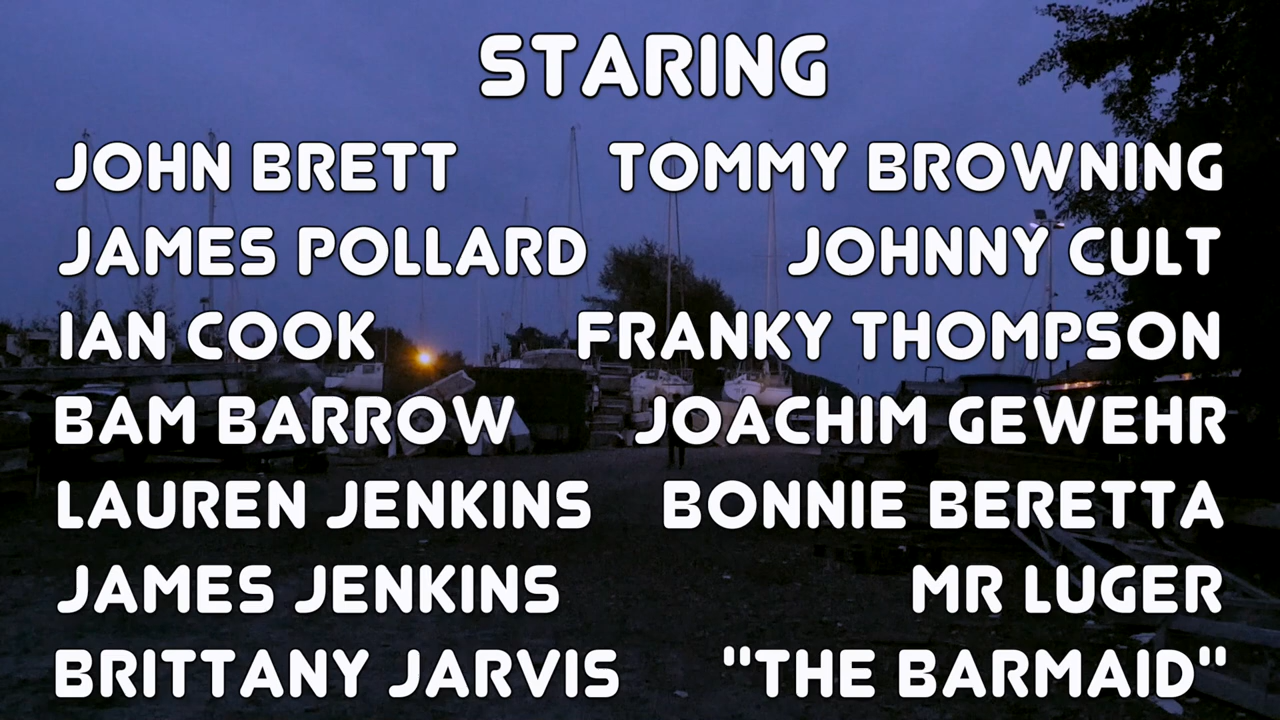 STARING
JOHN BRETT TOMMY BROWNING
JAMES POLLARD JOHNNY CULT
IAN COOK FRANKY THOMPSON
BAM BARROW JOACHIM GEWEHR
LAUREN JENKINS BONNIE BERETTA
JAMES JENKINS MR LUGER
BRITTANY JARVIS "THE BARMAID"